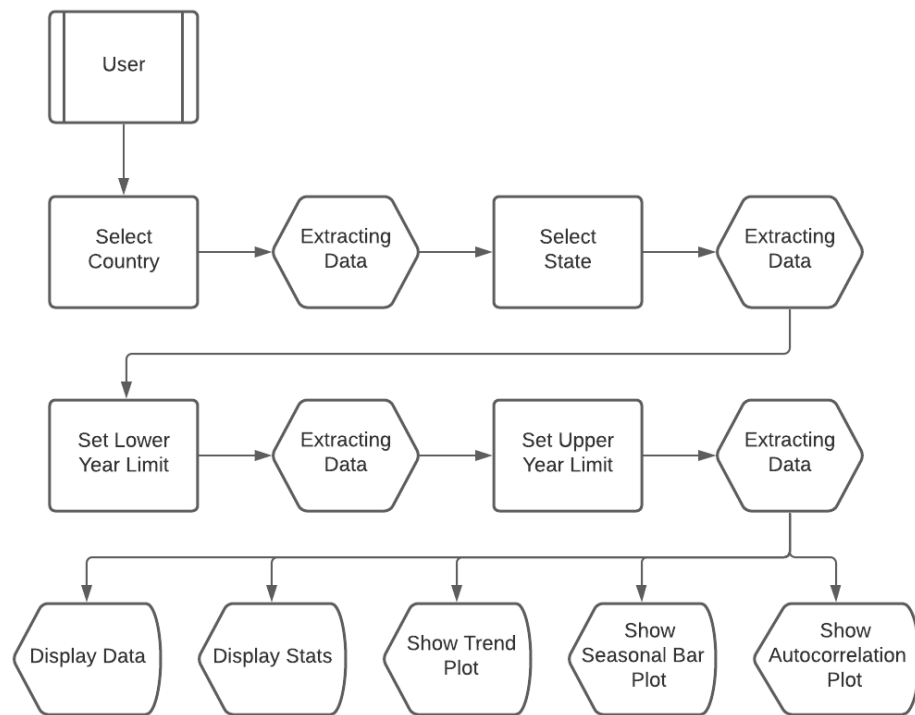 User
Select
Country
Extracting
Data
Select
State
Extracting
Data
Set Lower
Year Limit
Extracting
Data
Set Upper
Year Limit
Extracting
Data
Display Data
Display Stats
Show Trend
Plot
Show
Seasonal Bar
Plot
Show
Autocorrelation
Plot